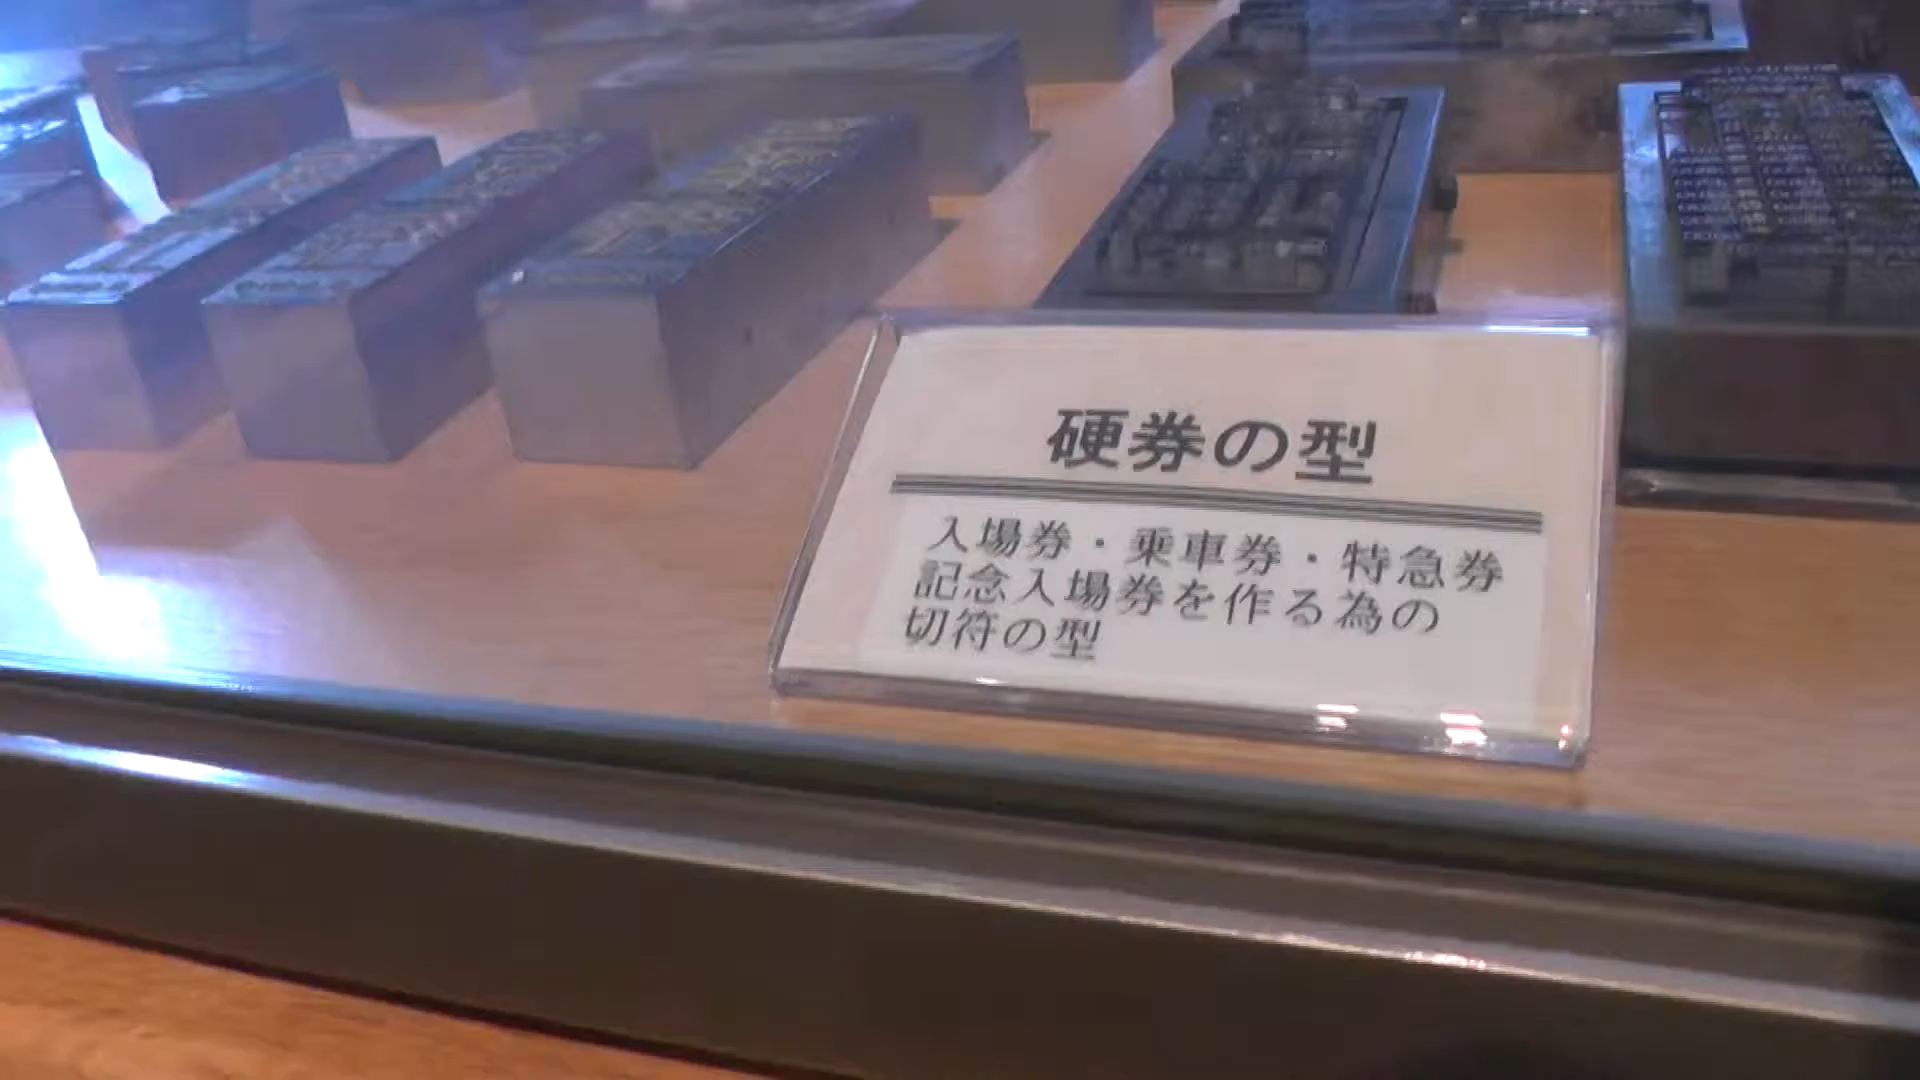 硬券の型
入場券・乗車券・特急券
記念入場券を作る為の
切符の型